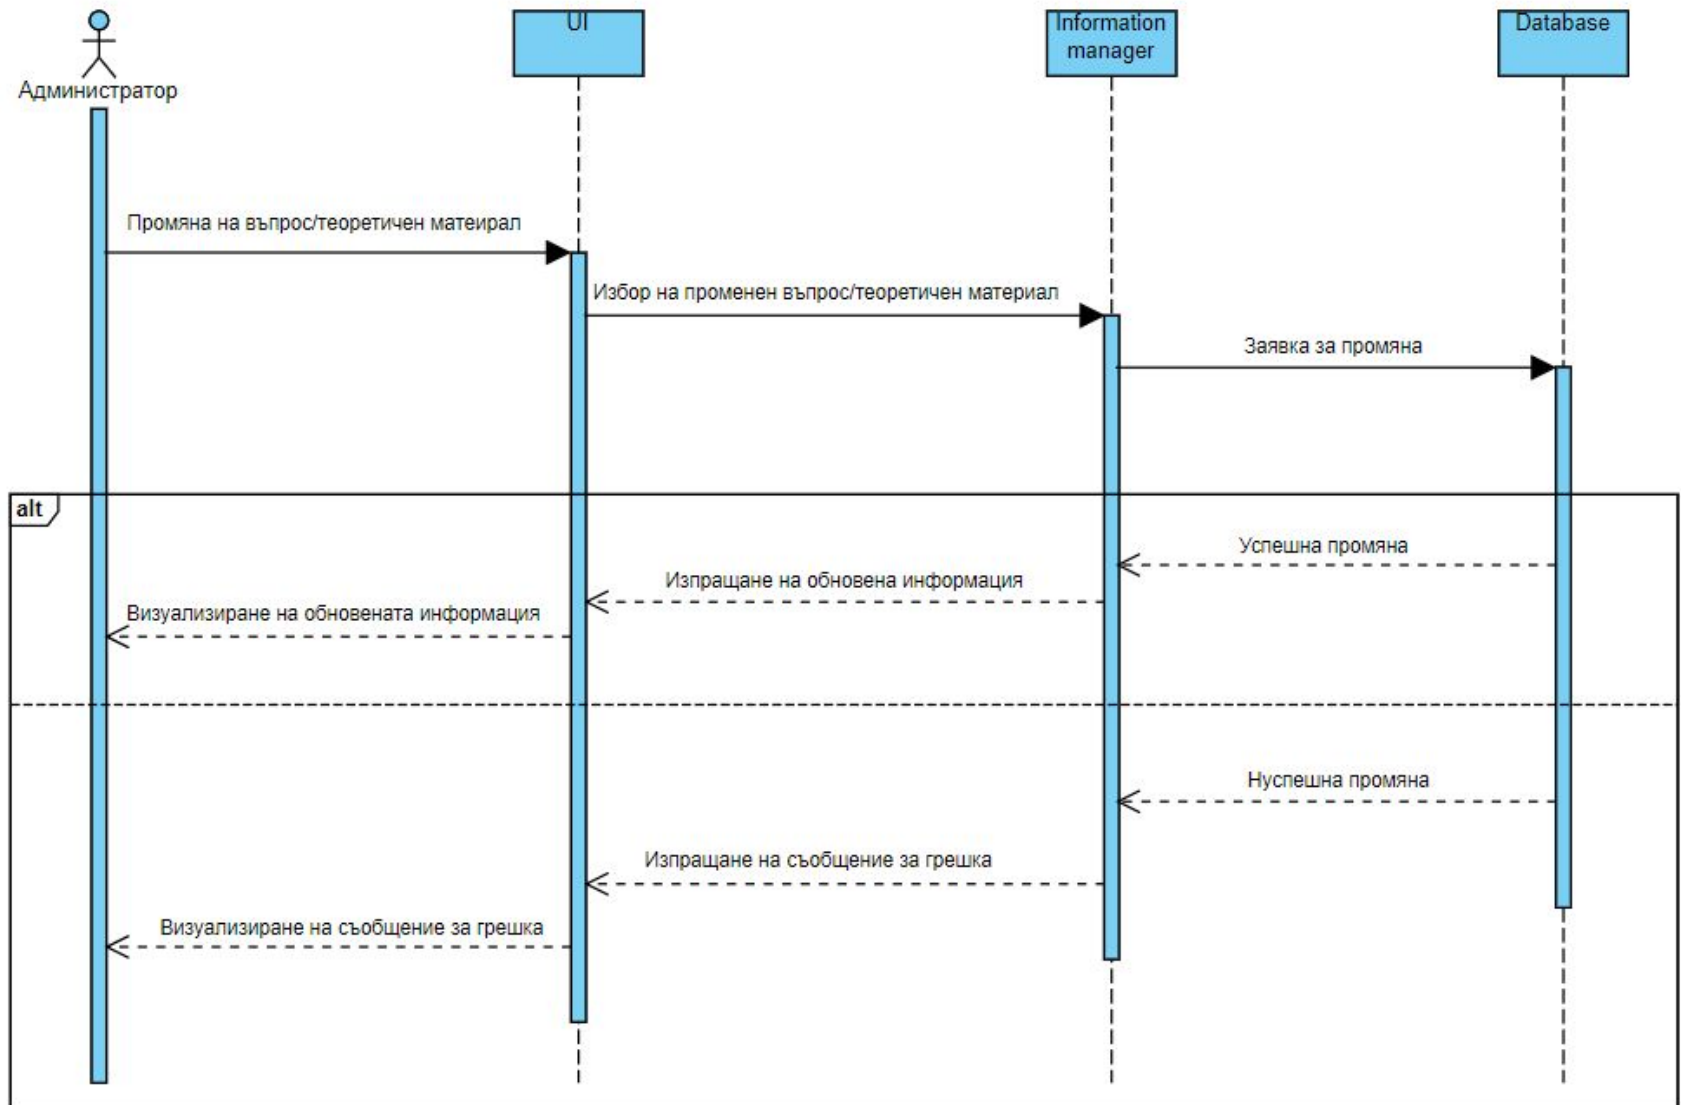 UI
Information
manager
Database
Администратор
Промяна на въпрос/теоретичен матеирал
Избор на променен въпрос/теоретичен материал
Заявка за промяна
alt
Успешна промяна
Изпращане на обновена информация
Визуализиране на обновената информация
Нуспешна промяна
Изпращане на съобщение за грешка
Визуализиране на съобщение за грешка